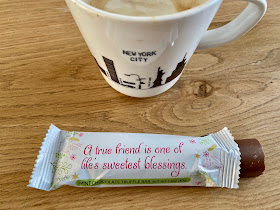 NEW YORK
CITY
A true friend is one of
life's sweetest blessings.